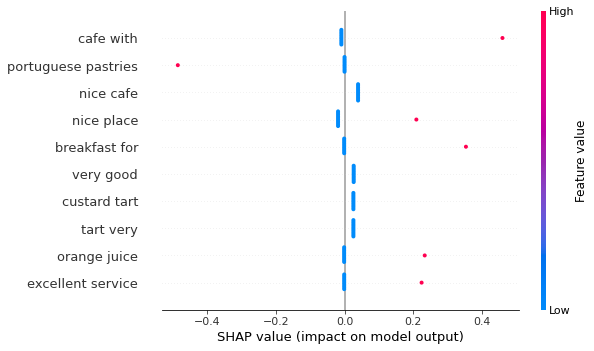 High
cafe with
portuguese pastries
nice cafe
nice place
breakfast for
very good
custard tart
tart very
orange juice
excellent service
Feature value
Low
−0.4 −0.2 0.0 0.2 0.4
SHAP value (impact on model output)